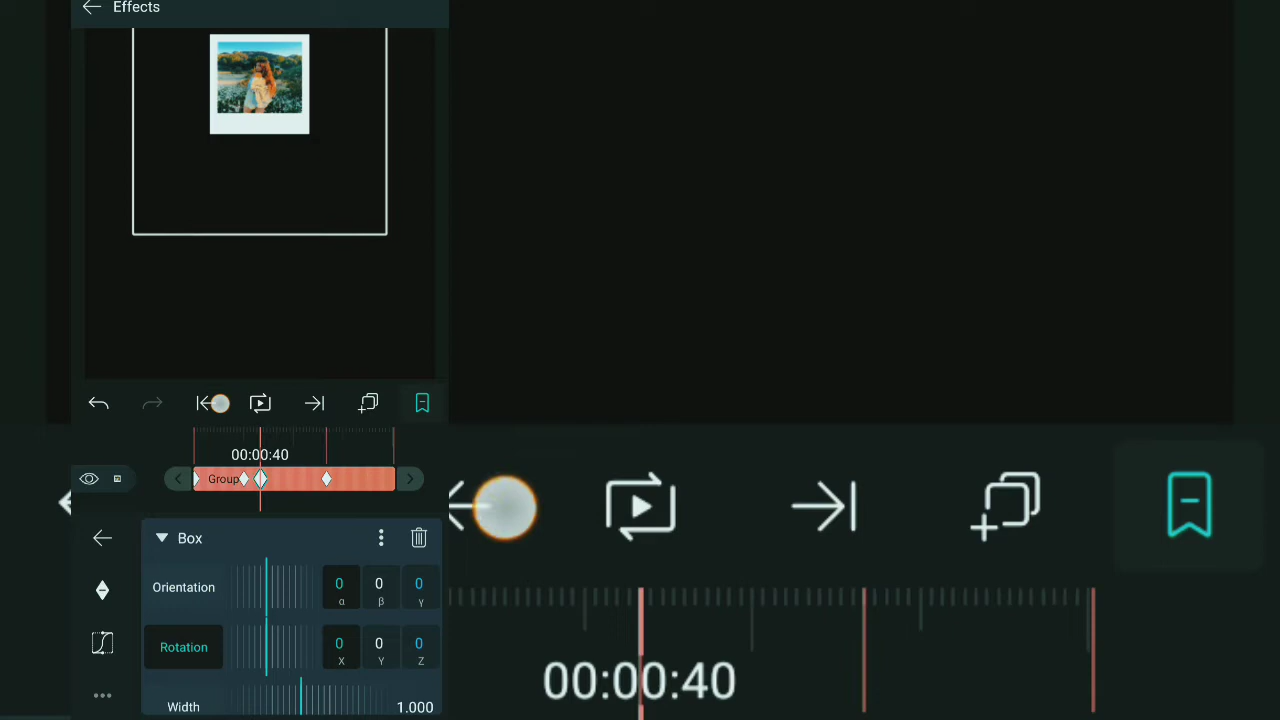 Effects
00:00:40
Group
Box
Orientation
0 0 0
α β γ
Rotation
0 0 0
X Y Z
Width
1.000
00:00:40